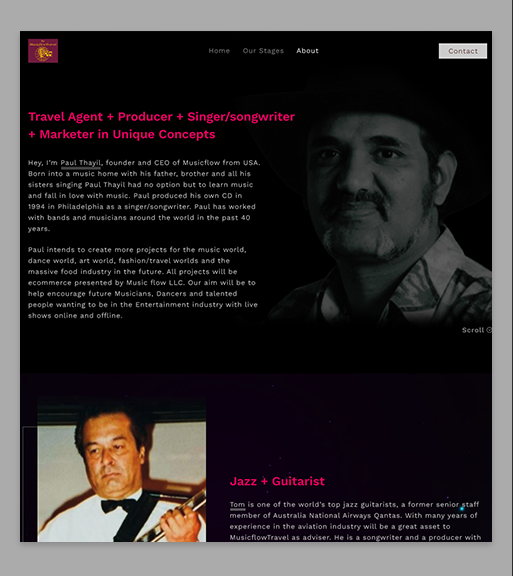 Home Our Stages About Contact
Travel Agent + Producer + Singer/songwriter
+ Marketer in Unique Concepts
Hey, I'm Paul Thayil, founder and CEO of Musicflow from USA.
Born into a music home with his father, brother and all his
sisters singing Paul Thayil had no option but to learn music
and fall in love with music. Paul produced his own CD in
1994 in Philadelphia as a singer/songwriter. Paul has worked
with bands and musicians around the world in the past 40
years.
Paul intends to create more projects for the music world,
dance world, art world, fashion/travel worlds and the
massive food industry in the future. All projects will be
ecommerce presented by Music flow LLC. Our aim will be to
help encourage future Musicians, Dancers and talented
people wanting to be in the Entertainment industry with live
shows online and offline.
Scroll
Jazz + Guitarist
Tom is one of the world's top jazz guitarists, a former senior staff
member of Australia National Airways Qantas. With many years of
experience in the aviation industry will be a great asset to
MusicflowTravel as adviser. He is a songwriter and a producer with